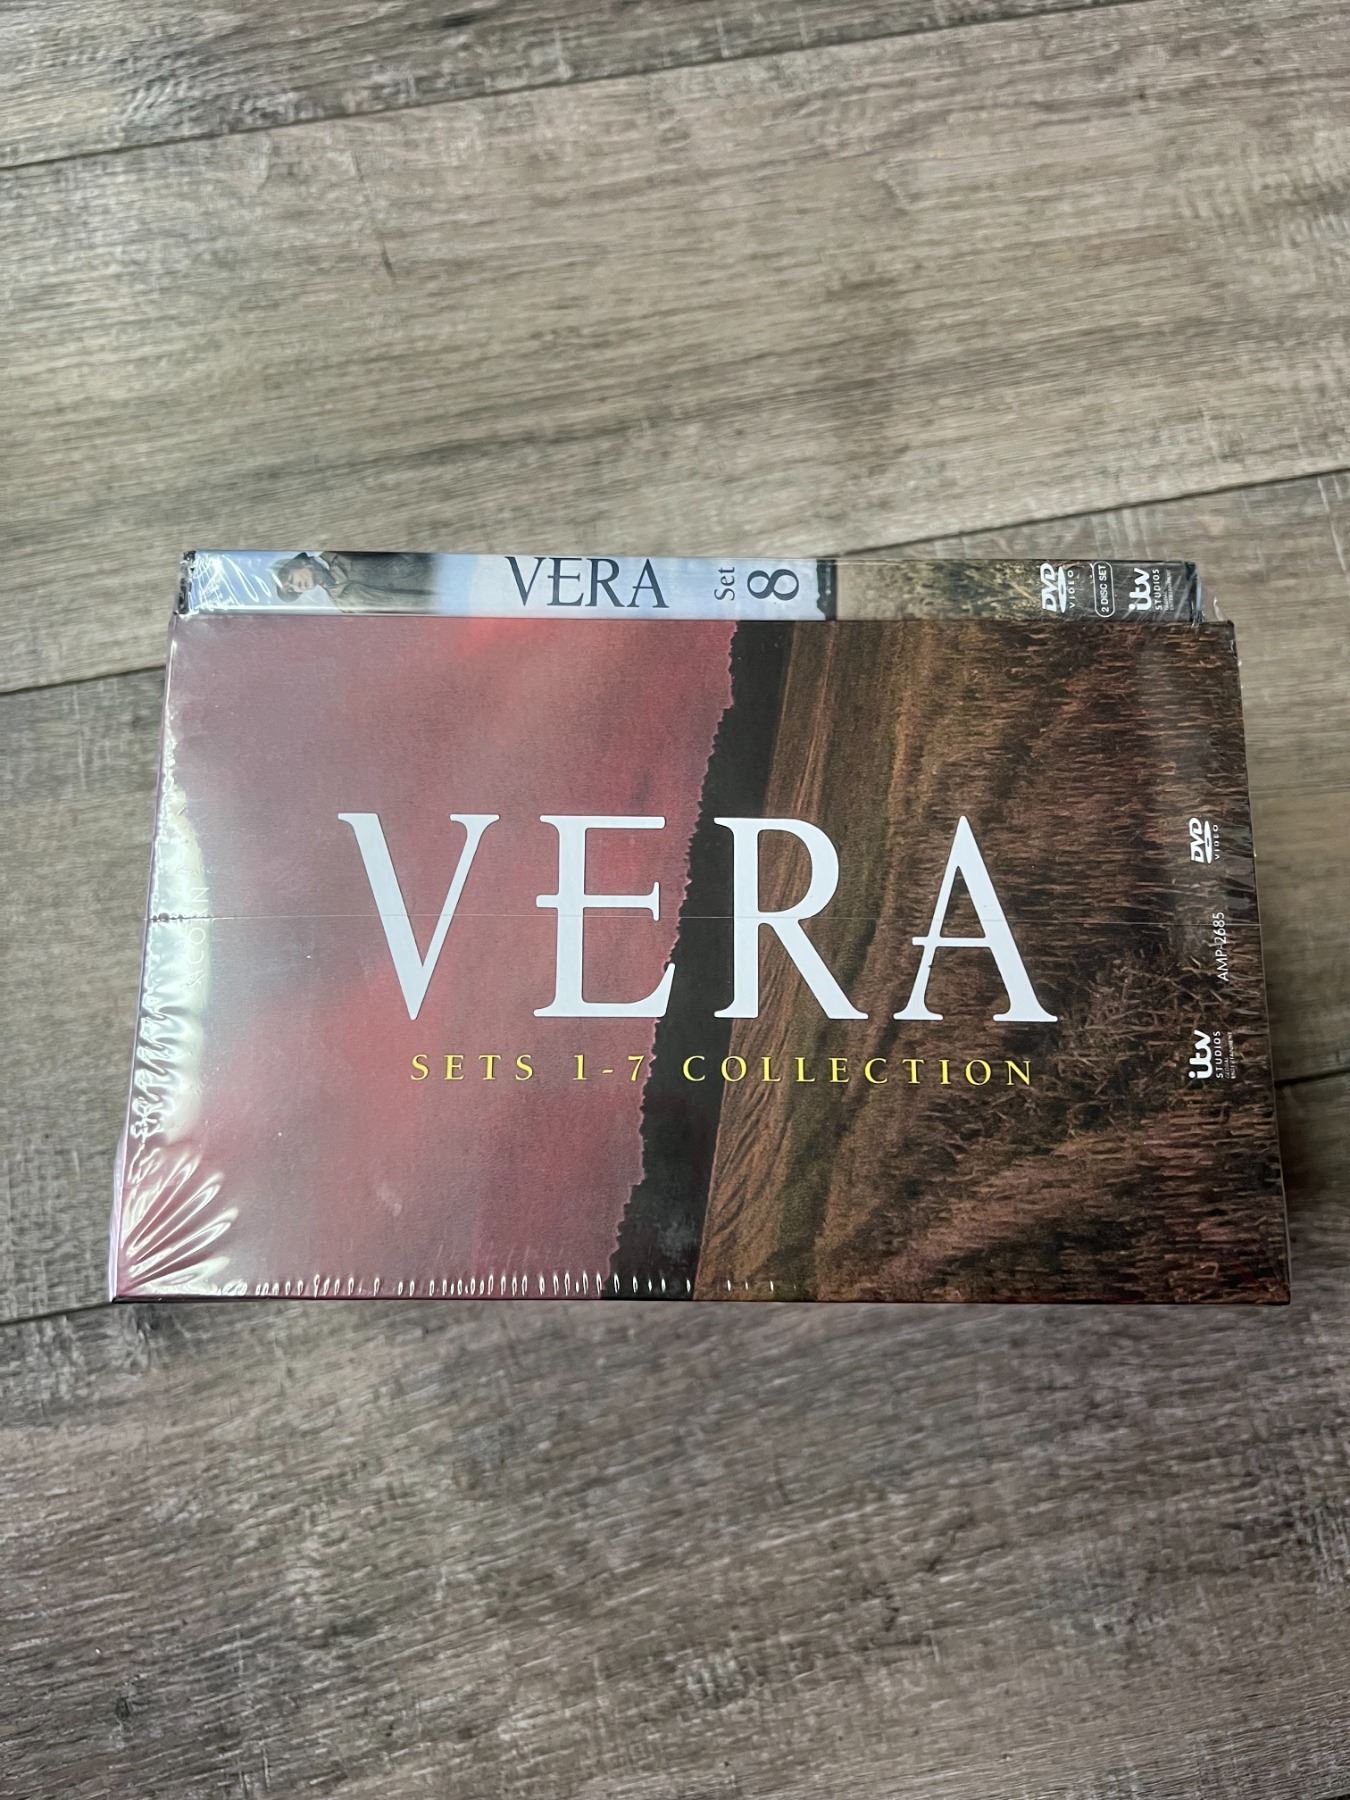 VERA
Set 8
DVD
VIDEO
2 DISC SET
itv
STUDIOS
ACORN
VERA
SETS 1-7 COLLECTION
DVD
VIDEO
AMP-2685
itv
STUDIOS